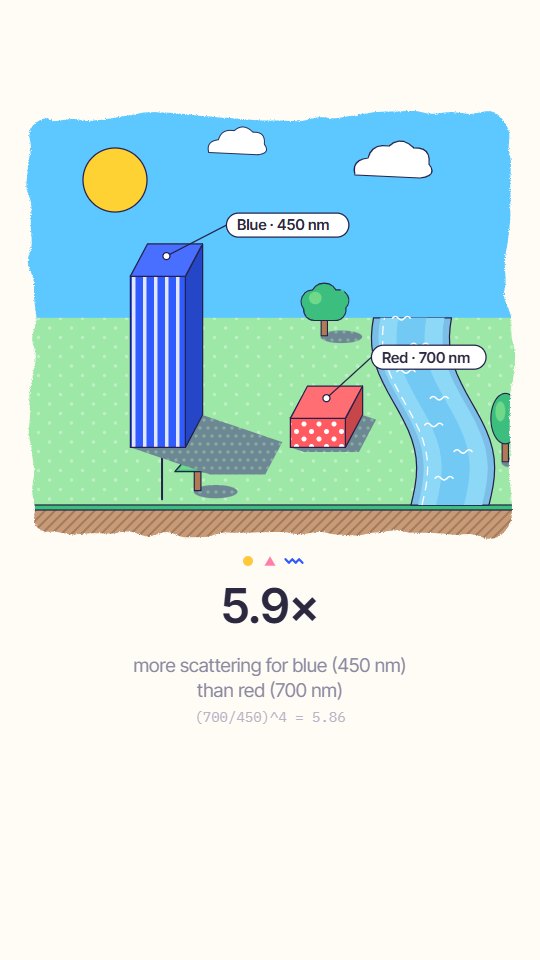 Blue · 450 nm
Red · 700 nm
5.9×
more scattering for blue (450 nm)
than red (700 nm)
(700/450)^4 = 5.86